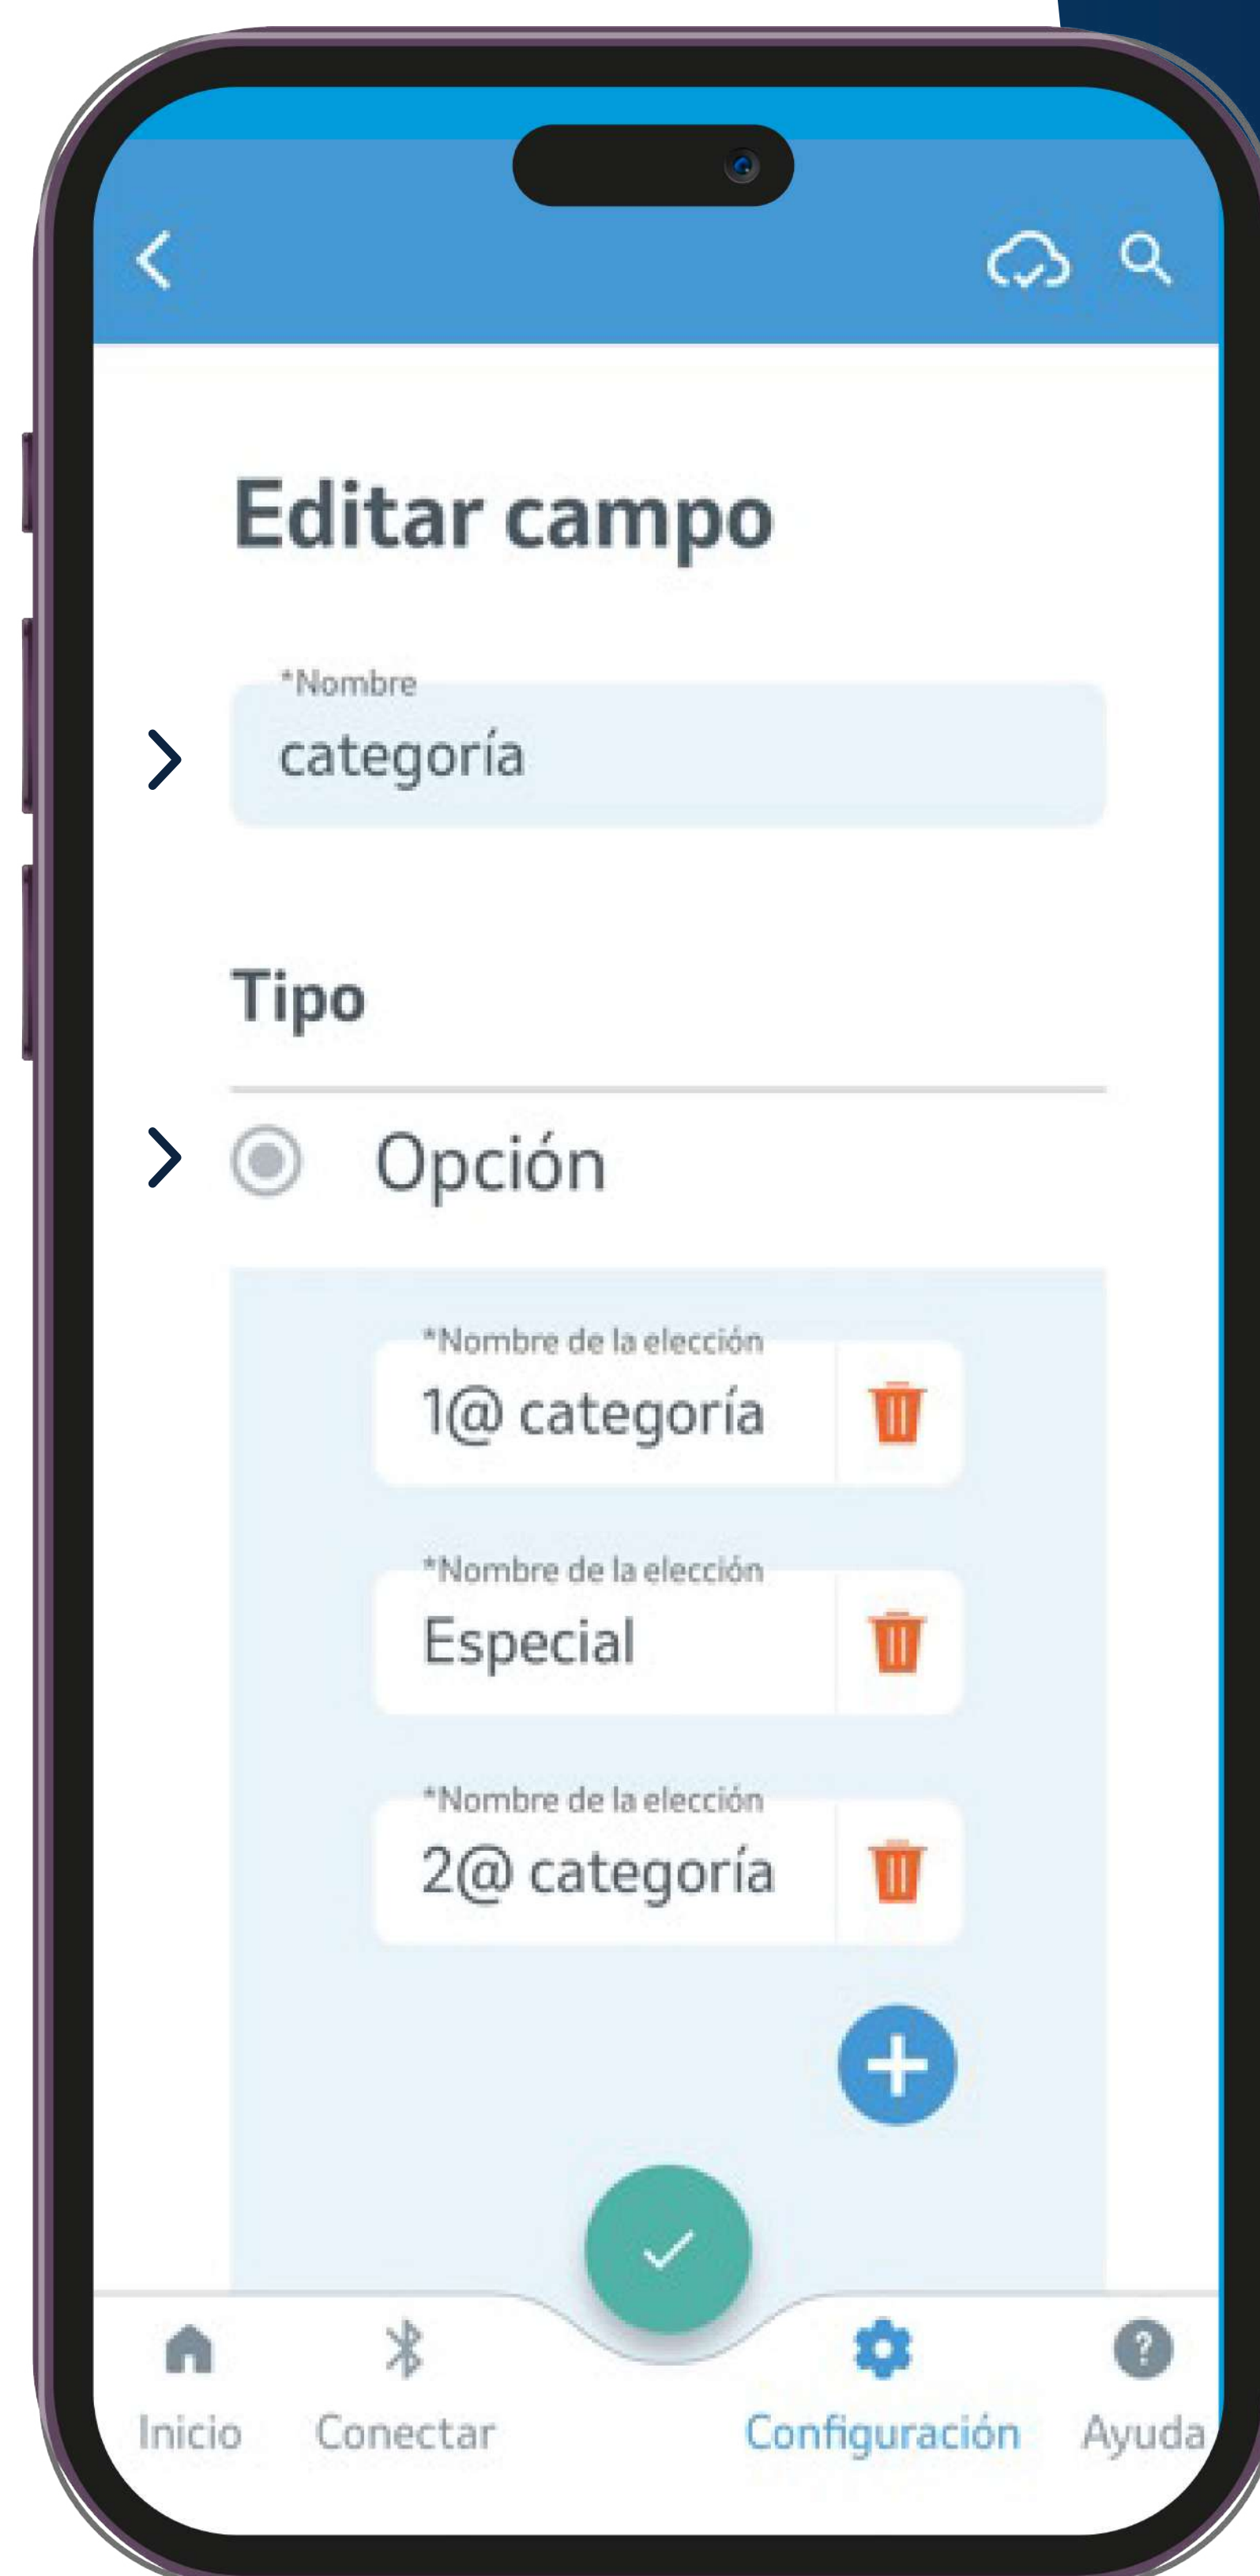 Editar campo
*Nombre
categoría
Tipo
Opción
*Nombre de la elección
1@ categoría
*Nombre de la elección
Especial
*Nombre de la elección
2@ categoría
Inicio Conectar Configuración Ayuda